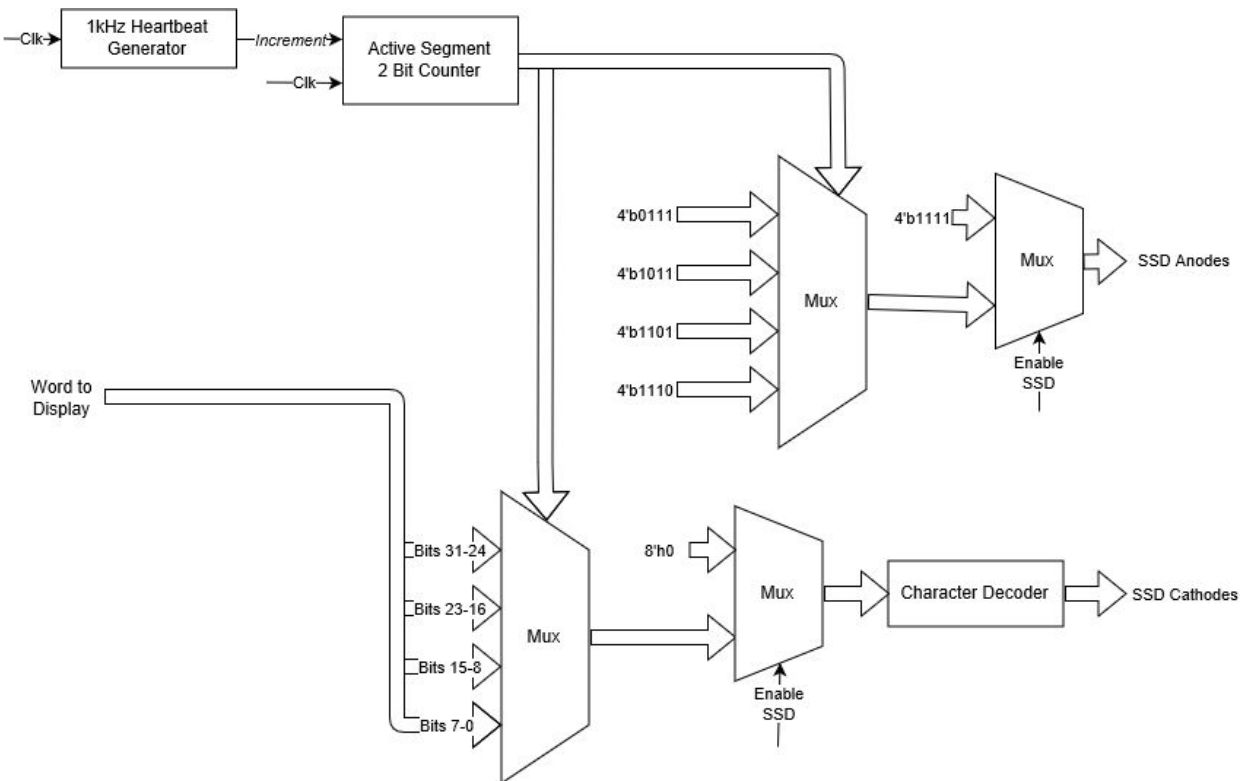 Clk
1kHz Heartbeat
Generator
Increment
Clk
Active Segment
2 Bit Counter
4'b0111
4'b1011
4'b1101
4'b1110
Mux
4'b1111
Mux
SSD Anodes
Enable
SSD
Word to
Display
Bits 31-24
Bits 23-16
Bits 15-8
Bits 7-0
Mux
8'h0
Mux
Enable
SSD
Character Decoder
SSD Cathodes